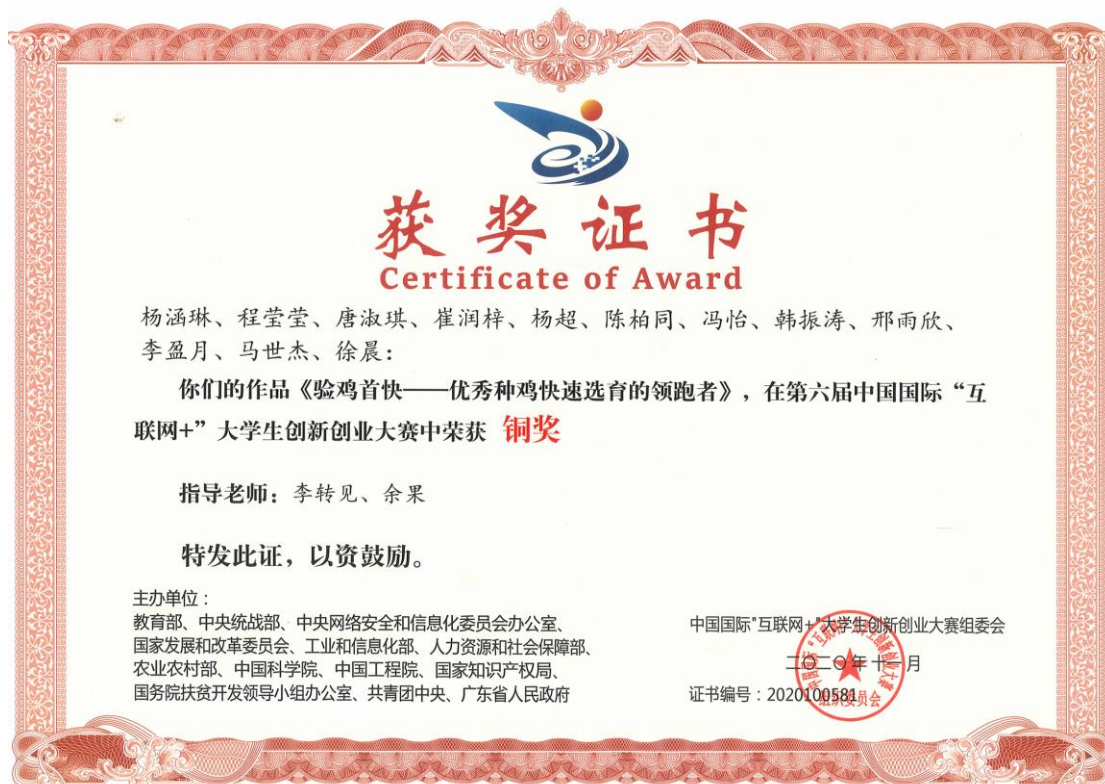 获奖证书
Certificate of Award
杨涵琳、程莹莹、唐淑琪、崔润梓、杨超、陈柏同、冯怡、韩振涛、邢雨欣、
李盈月、马世杰、徐晨：
你们的作品《验鸡首快——优秀种鸡快速选育的领跑者》，在第六届中国国际“互
联网+”大学生创新创业大赛中荣获 铜奖
指导老师：李转见、余果
特发此证，以资鼓励。
主办单位：
教育部、中央统战部、中央网络安全和信息化委员会办公室、
国家发展和改革委员会、工业和信息化部、人力资源和社会保障部、
农业农村部、中国科学院、中国工程院、国家知识产权局、
国务院扶贫开发领导小组办公室、共青团中央、广东省人民政府
中国国际"互联网+"大学生创新创业大赛组委会
二〇二〇年十一月
证书编号：2020100581
组织委员会